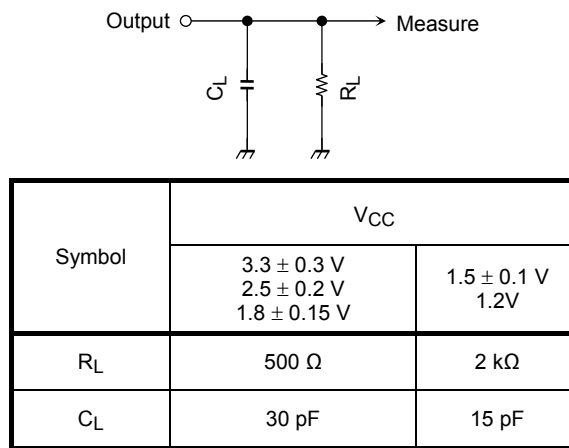 Output
Measure
CL
RL
VCC
Symbol
3.3 ± 0.3 V
2.5 ± 0.2 V
1.8 ± 0.15 V
1.5 ± 0.1 V
1.2V
RL
500 Ω
2 kΩ
CL
30 pF
15 pF